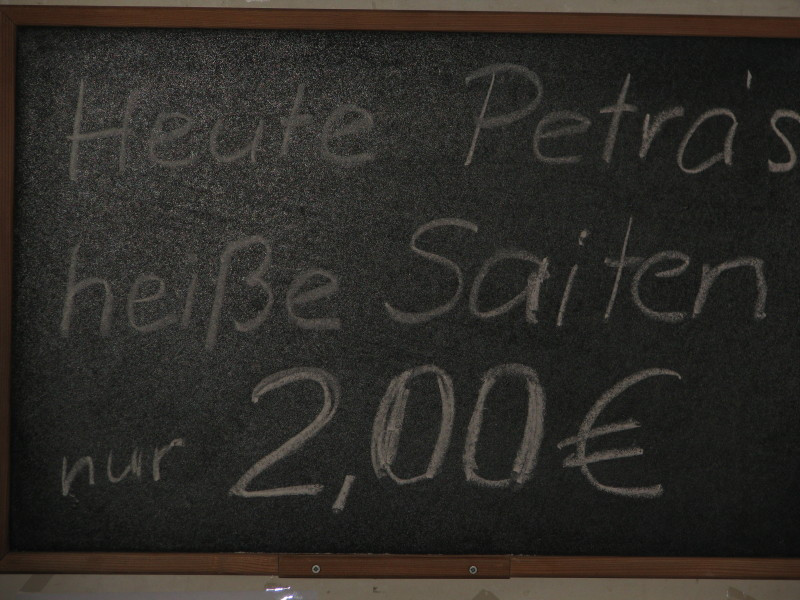 Heute Petra's
heiße Saiten
nur 2,00€